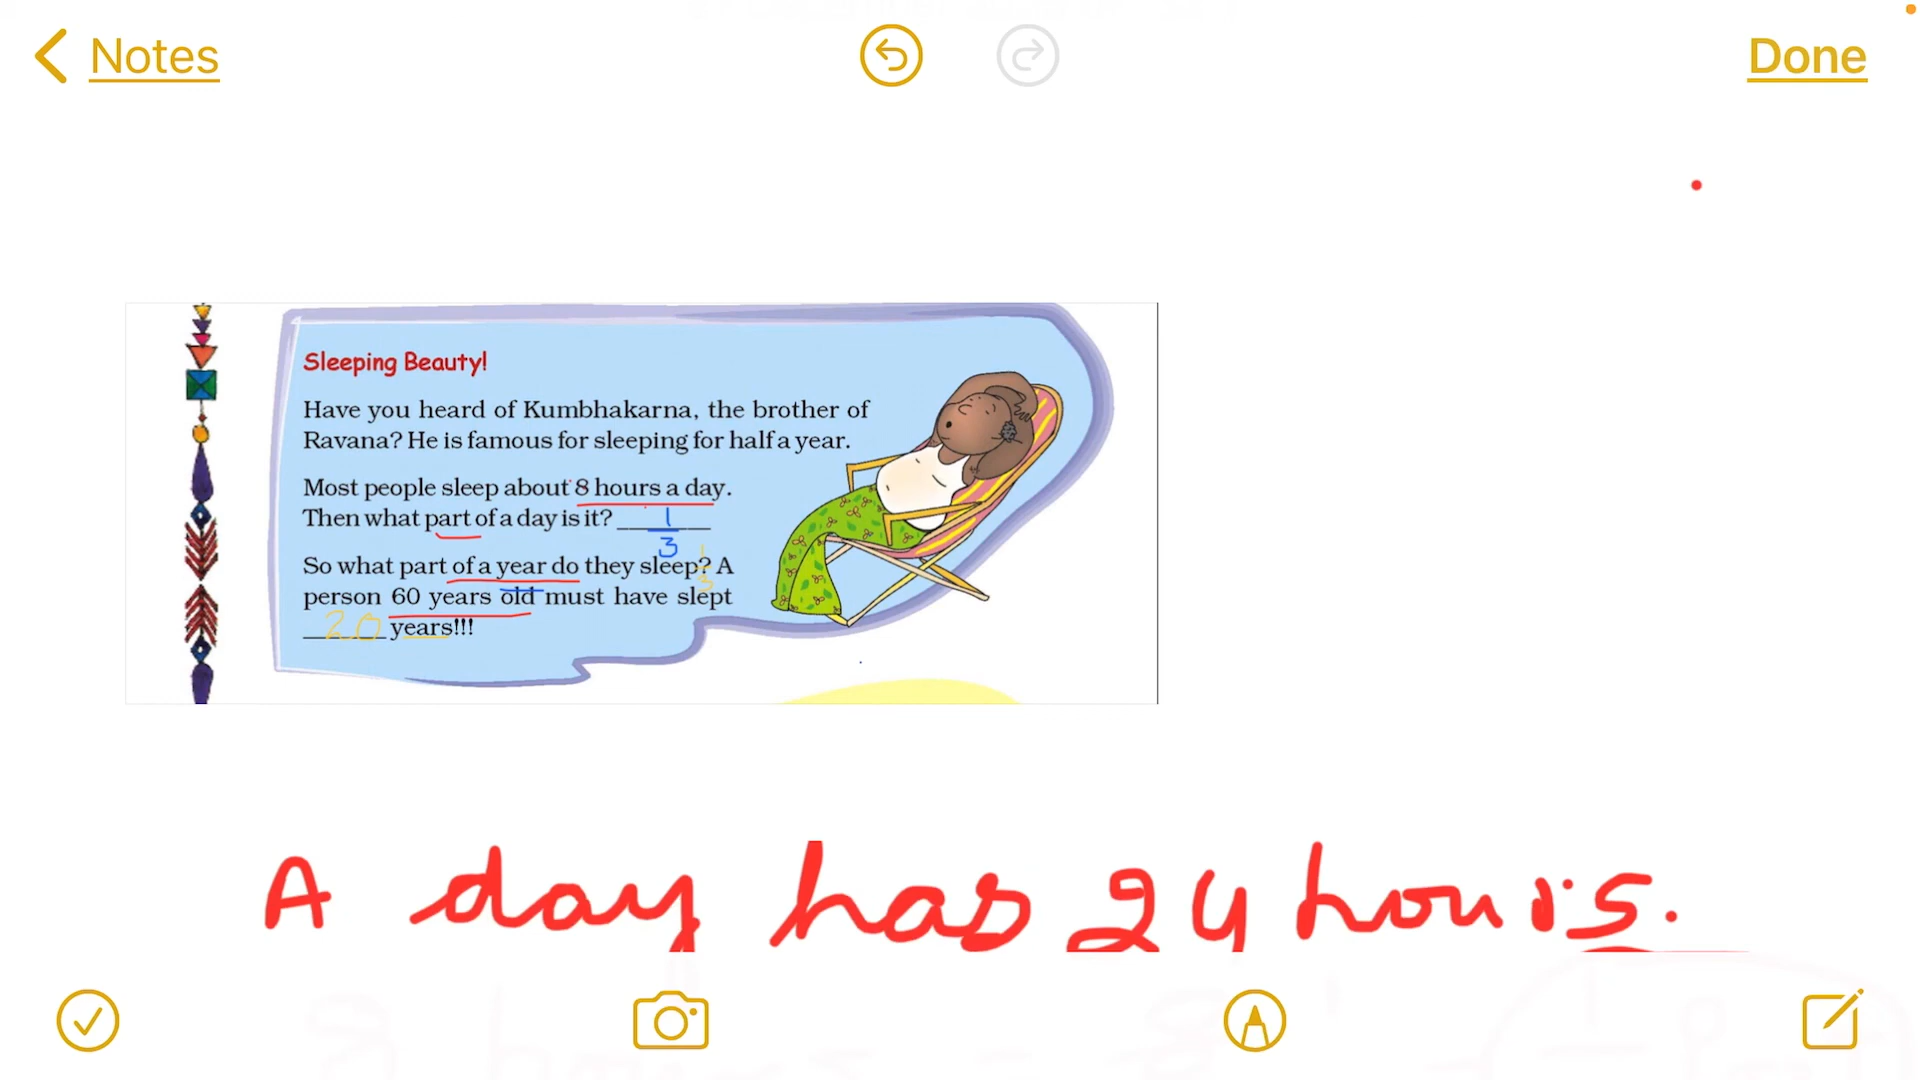 Notes
Done
Sleeping Beauty!
Have you heard of Kumbhakarna, the brother of
Ravana? He is famous for sleeping for half a year.
Most people sleep about 8 hours a day.
Then what part of a day is it? 1/3
So what part of a year do they sleep? 1/3 A
person 60 years old must have slept
20 years!!!
A day has 24 hours.